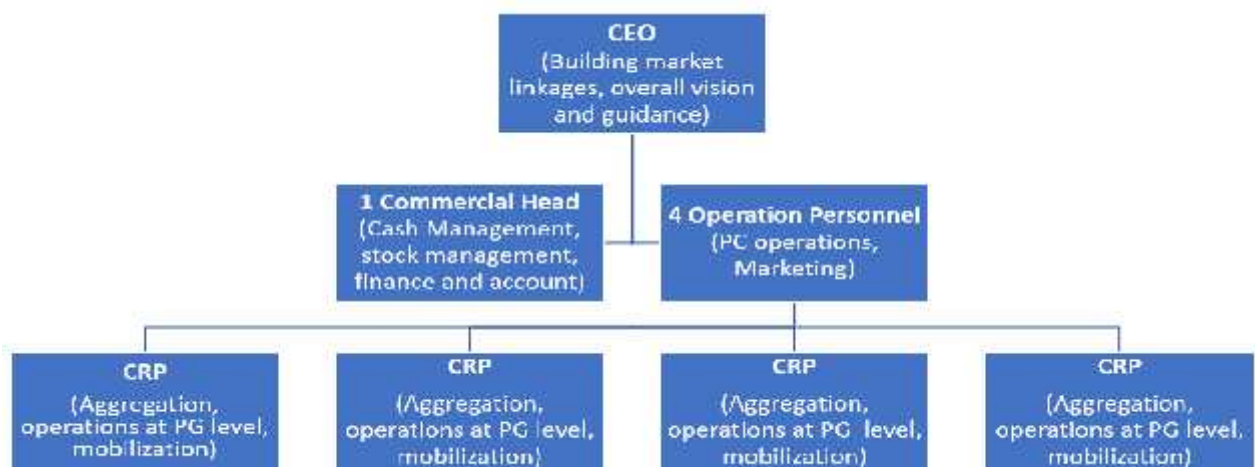 CEO
(Building market
linkages, overall vision
and guidance)
1 Commercial Head
(Cash Management,
stock management,
finance and account)
4 Operation Personnel
(PC operations,
Marketing)
CRP
(Aggregation,
operations at PG level,
mobilization)
CRP
(Aggregation,
operations at PG level,
mobilization)
CRP
(Aggregation,
operations at PG level,
mobilization)
CRP
(Aggregation,
operations at PG level,
mobilization)